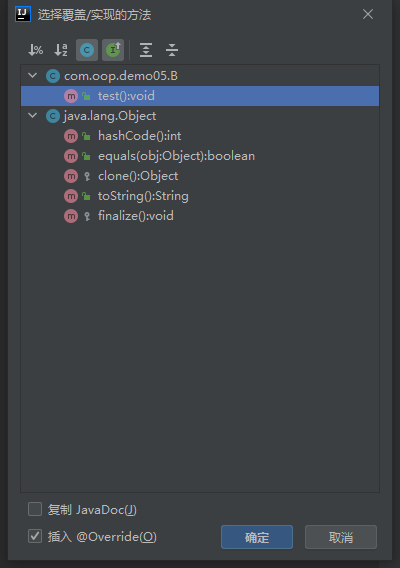 选择覆盖/实现的方法
com.oop.demo05.B
test():void
java.lang.Object
hashCode():int
equals(obj:Object):boolean
clone():Object
toString():String
finalize():void
复制 JavaDoc(J)
插入 @Override(O)
确定
取消